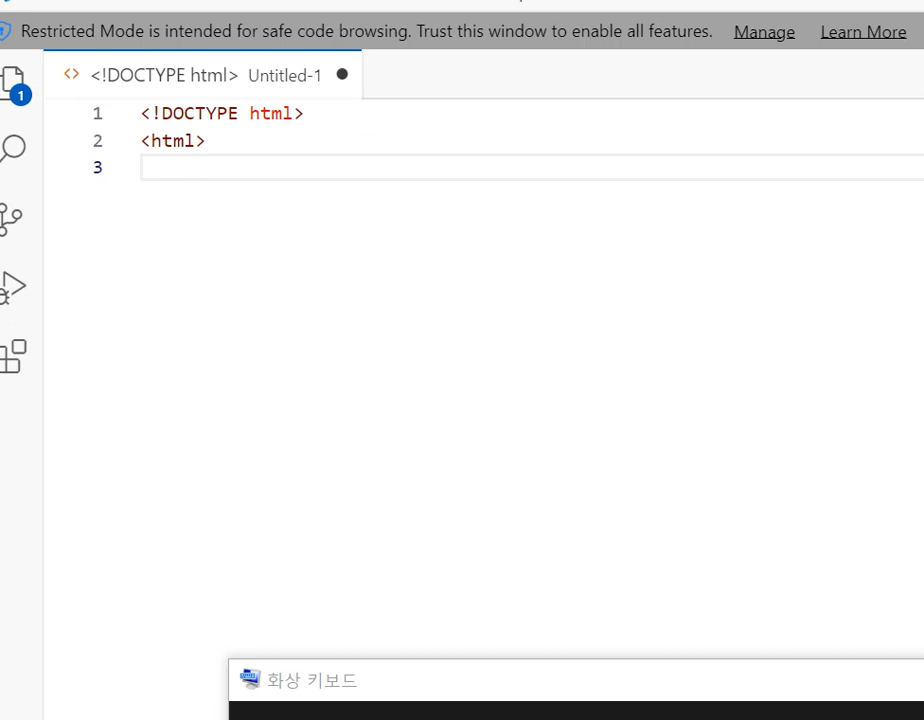 Restricted Mode is intended for safe code browsing. Trust this window to enable all features. Manage Learn More
<!DOCTYPE html> Untitled-1
1
1 <!DOCTYPE html>
2 <html>
3
화상 키보드